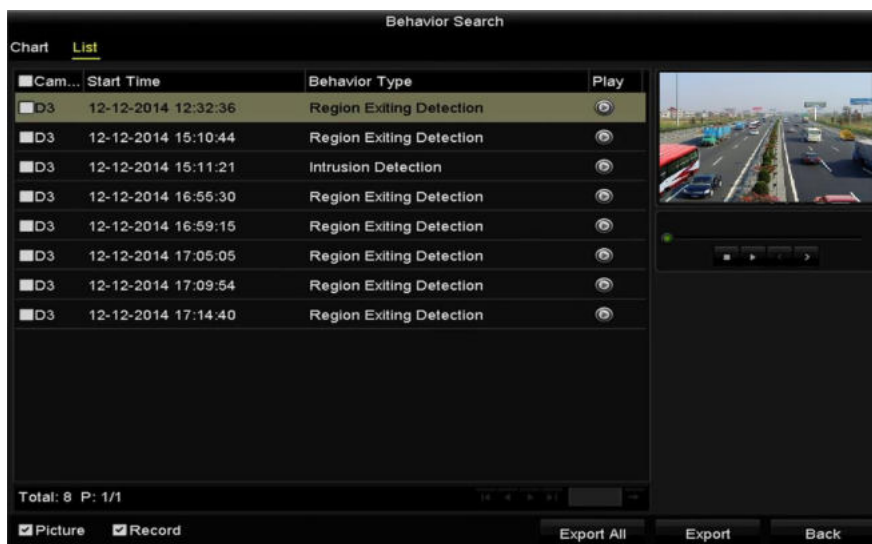 Behavior Search
Chart List
Cam... Start Time Behavior Type Play
D3 12-12-2014 12:32:36 Region Exiting Detection
D3 12-12-2014 15:10:44 Region Exiting Detection
D3 12-12-2014 15:11:21 Intrusion Detection
D3 12-12-2014 16:55:30 Region Exiting Detection
D3 12-12-2014 16:59:15 Region Exiting Detection
D3 12-12-2014 17:05:05 Region Exiting Detection
D3 12-12-2014 17:09:54 Region Exiting Detection
D3 12-12-2014 17:14:40 Region Exiting Detection
Total: 8 P: 1/1
Picture Record Export All Export Back